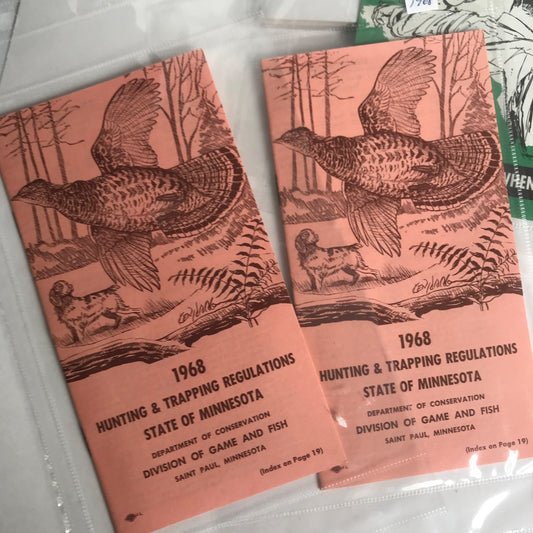 1968
HUNTING & TRAPPING REGULATIONS
STATE OF MINNESOTA
DEPARTMENT OF CONSERVATION
DIVISION OF GAME AND FISH
SAINT PAUL, MINNESOTA
(Index on Page 19)
1968
HUNTING & TRAPPING REGULATIONS
STATE OF MINNESOTA
DEPARTMENT OF CONSERVATION
DIVISION OF GAME AND FISH
SAINT PAUL, MINNESOTA
(Index on Page 19)
1968